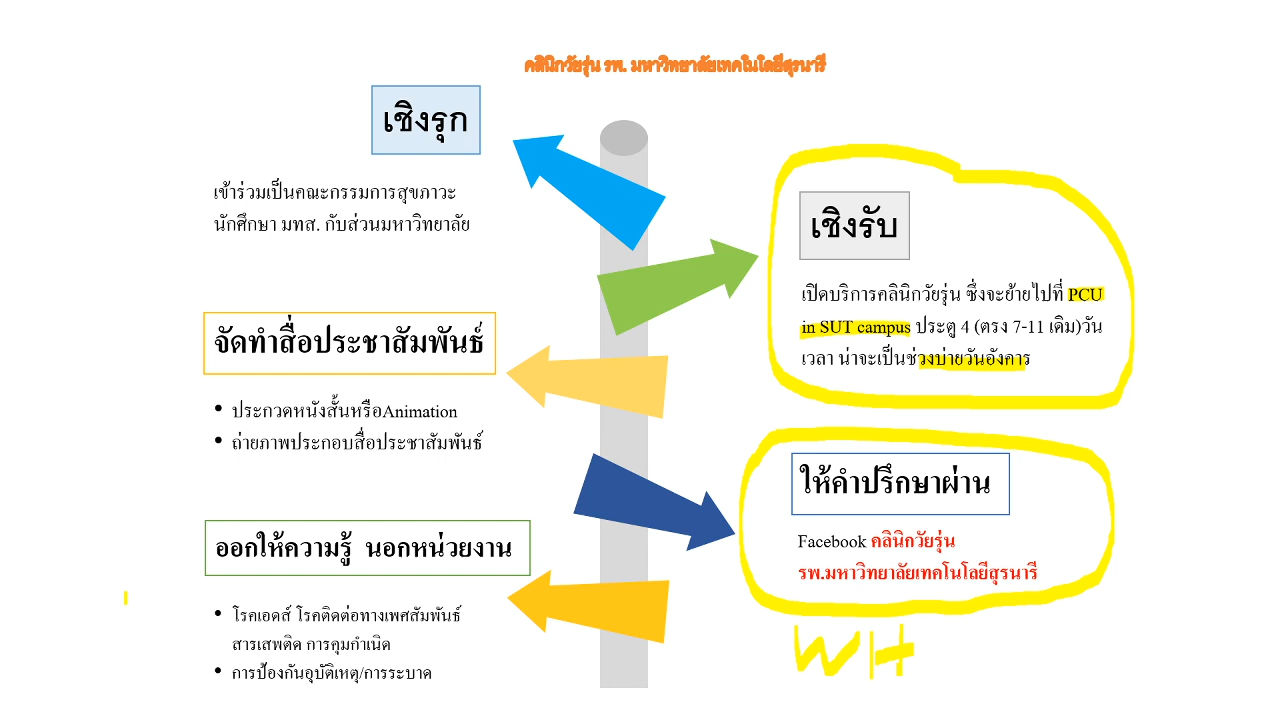 คลินิกวัยรุ่น รพ. มหาวิทยาลัยเทคโนโลยีสุรนารี
เชิงรุก
เข้าร่วมเป็นคณะกรรมการสุขภาวะ
นักศึกษา มทส. กับส่วนมหาวิทยาลัย
เชิงรับ
เปิดบริการคลินิกวัยรุ่น ซึ่งจะย้ายไปที่ PCU
in SUT campus ประตู 4 (ตรง 7-11 เดิม)วัน
เวลา น่าจะเป็นช่วงบ่ายวันอังคาร
จัดทำสื่อประชาสัมพันธ์
• ประกวดหนังสั้นหรือAnimation
• ถ่ายภาพประกอบสื่อประชาสัมพันธ์
ให้คำปรึกษาผ่าน
Facebook คลินิกวัยรุ่น
รพ.มหาวิทยาลัยเทคโนโลยีสุรนารี
ออกให้ความรู้ นอกหน่วยงาน
• โรคเอดส์ โรคติดต่อทางเพศสัมพันธ์
สารเสพติด การคุมกำเนิด
• การป้องกันอุบัติเหตุ/การระบาด
WH